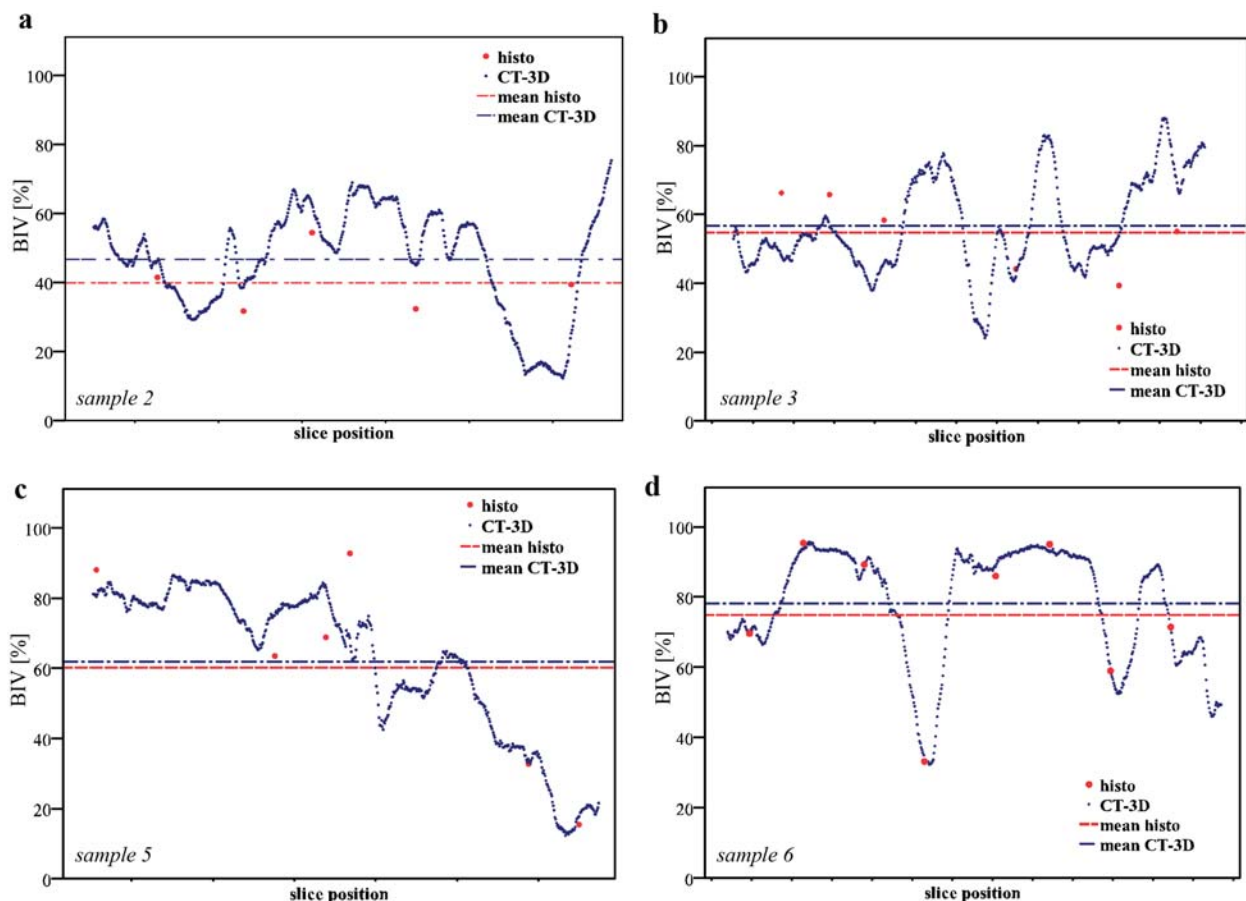 a
BIV [%]
100
80
60
40
20
0
histo
CT-3D
mean histo
mean CT-3D
sample 2
slice position
b
BIV [%]
100
80
60
40
20
0
histo
CT-3D
mean histo
mean CT-3D
sample 3
slice position
c
BIV [%]
100
80
60
40
20
0
histo
CT-3D
mean histo
mean CT-3D
sample 5
slice position
d
BIV [%]
100
80
60
40
20
0
histo
CT-3D
mean histo
mean CT-3D
sample 6
slice position